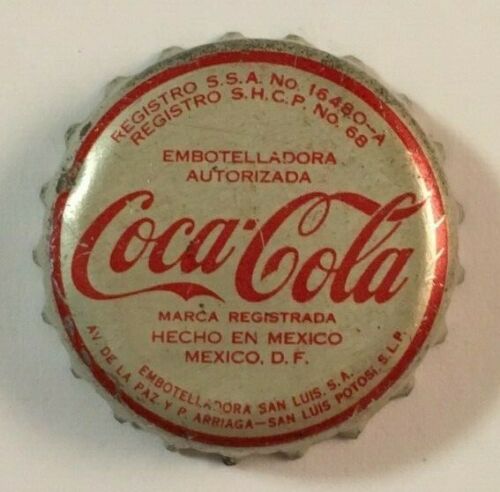 REGISTRO S.S.A. No. 16480-A
REGISTRO S.H.C.P. No. 68
EMBOTELLADORA
AUTORIZADA
Coca-Cola
MARCA REGISTRADA
HECHO EN MEXICO
MEXICO, D. F.
EMBOTELLADORA SAN LUIS, S.A.
AV. DE LA PAZ Y P. ARRIAGA—SAN LUIS POTOSI, S.L.P.